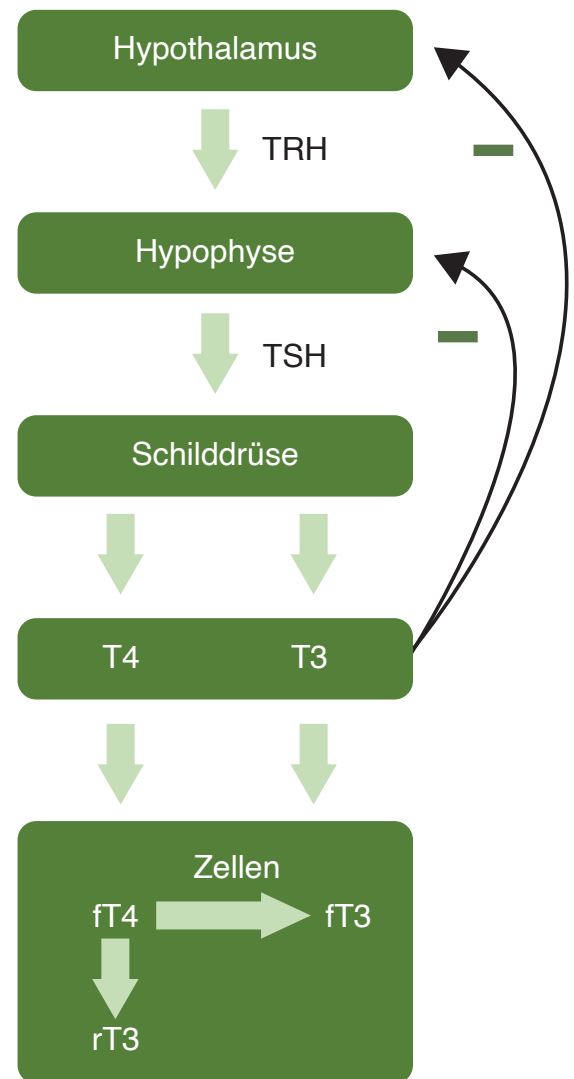 Hypothalamus
TRH
Hypophyse
TSH
Schilddrüse
T4 T3
Zellen
fT4 fT3
rT3